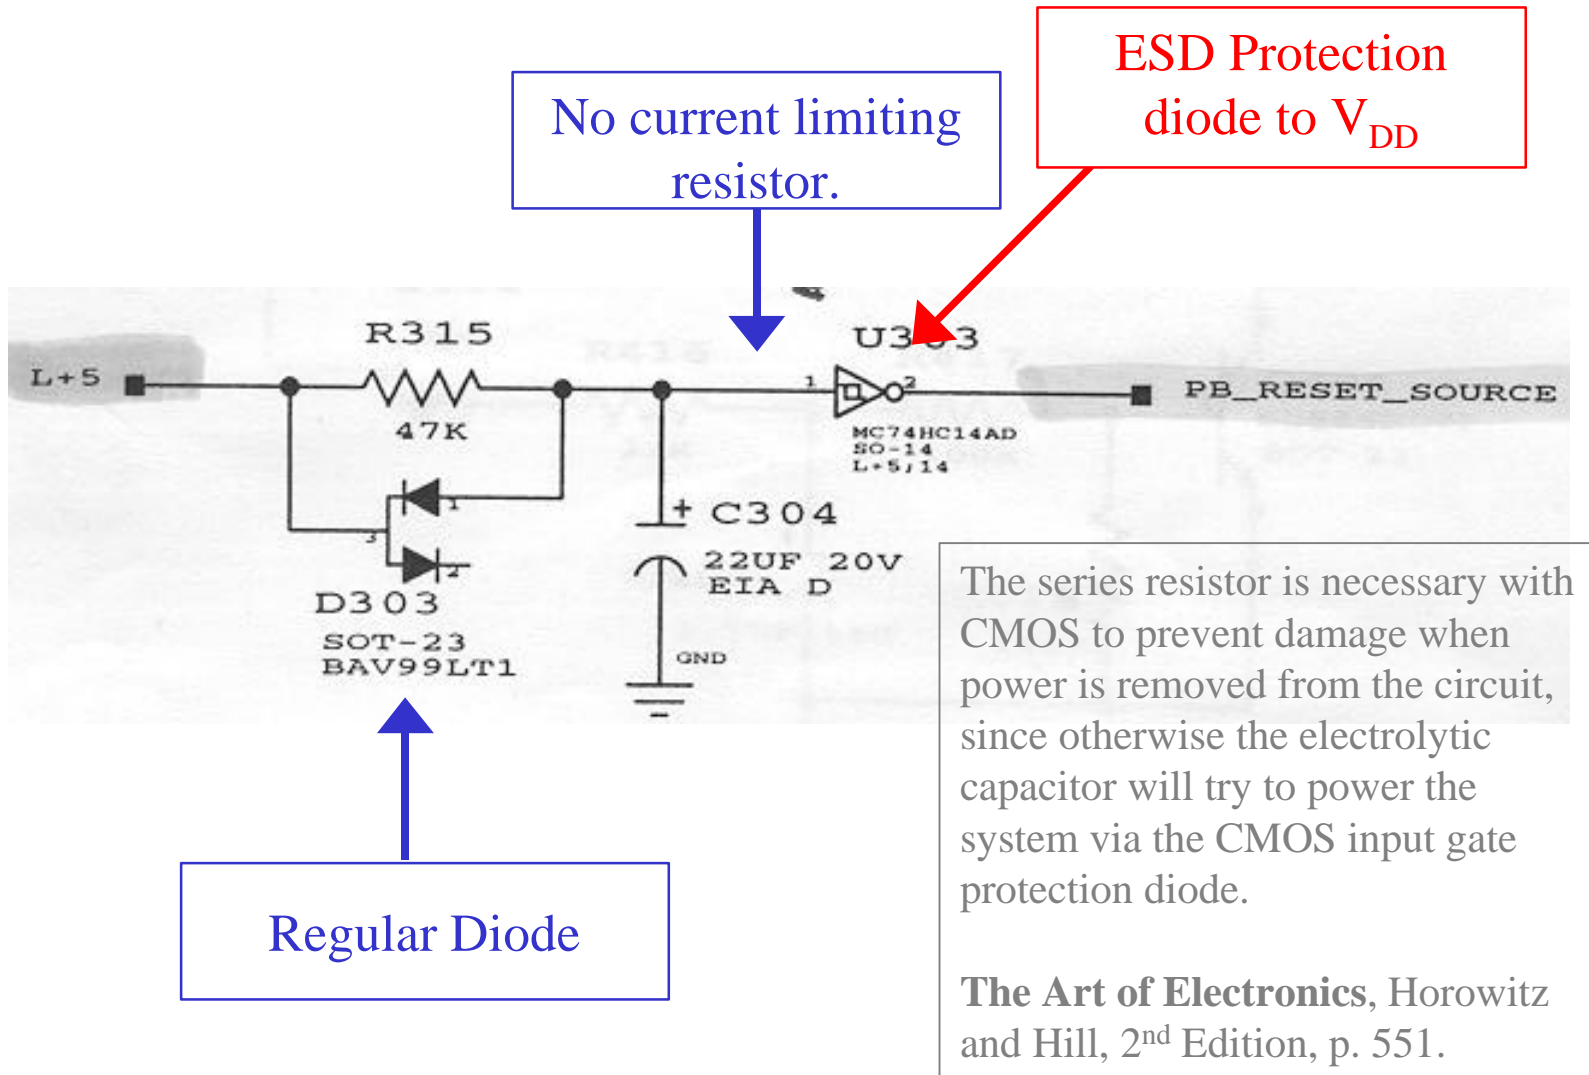 ESD Protection
diode to VDD
No current limiting
resistor.
R315
U303
L+5
1
2
PB_RESET_SOURCE
47K
MC74HC14AD
SO-14
L+5;14
1
3
2
+ C304
22UF 20V
EIA D
D303
SOT-23
BAV99LT1
GND
The series resistor is necessary with
CMOS to prevent damage when
power is removed from the circuit,
since otherwise the electrolytic
capacitor will try to power the
system via the CMOS input gate
protection diode.
The Art of Electronics, Horowitz
and Hill, 2nd Edition, p. 551.
Regular Diode